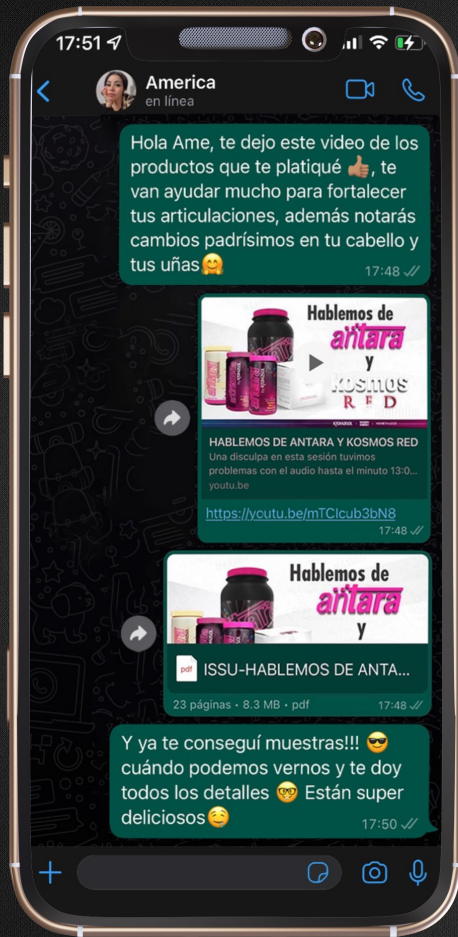 17:51
America
en línea
Hola Ame, te dejo este video de los
productos que te platiqué 👍🏽, te
van ayudar mucho para fortalecer
tus articulaciones, además notarás
cambios padrísimos en tu cabello y
tus uñas🤗
17:48
Hablemos de
antara
y
kosmos
RED
HABLEMOS DE ANTARA Y KOSMOS RED
Una disculpa en esta sesión tuvimos
problemas con el audio hasta el minuto 13:0...
youtu.be
https://youtu.be/mTCIcub3bN8
17:48
Hablemos de
antara
y
pdf
ISSU-HABLEMOS DE ANTA...
23 páginas • 8.3 MB • pdf
17:48
Y ya te conseguí muestras!!! 😎
cuándo podemos vernos y te doy
todos los detalles 🤓 Están super
deliciosos☺️
17:50